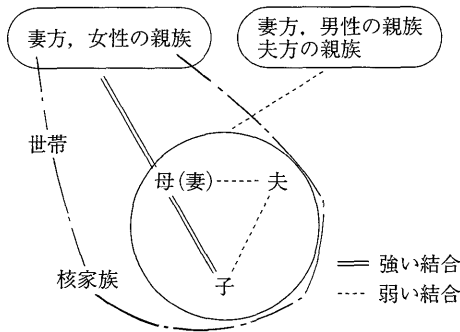 妻方，女性の親族
妻方，男性の親族
夫方の親族
世帯
母(妻)
夫
子
核家族
強い結合
弱い結合